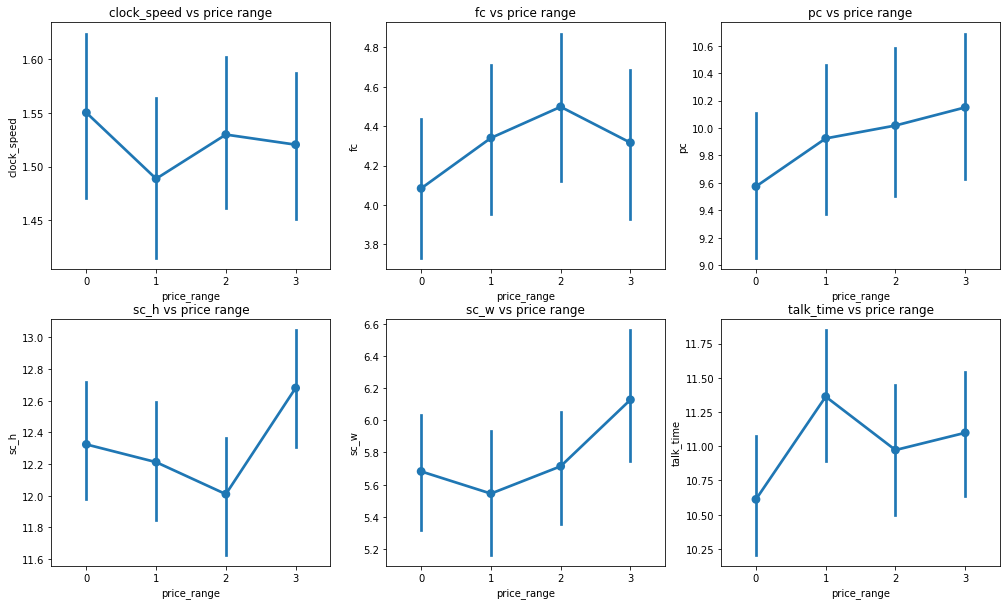 clock_speed vs price range
clock_speed
1.60
1.55
1.50
1.45
0 1 2 3
price_range
fc vs price range
fc
4.8
4.6
4.4
4.2
4.0
3.8
0 1 2 3
price_range
pc vs price range
pc
10.6
10.4
10.2
10.0
9.8
9.6
9.4
9.2
9.0
0 1 2 3
price_range
sc_h vs price range
sc_h
13.0
12.8
12.6
12.4
12.2
12.0
11.8
11.6
0 1 2 3
price_range
sc_w vs price range
sc_w
6.6
6.4
6.2
6.0
5.8
5.6
5.4
5.2
0 1 2 3
price_range
talk_time vs price range
talk_time
11.75
11.50
11.25
11.00
10.75
10.50
10.25
0 1 2 3
price_range